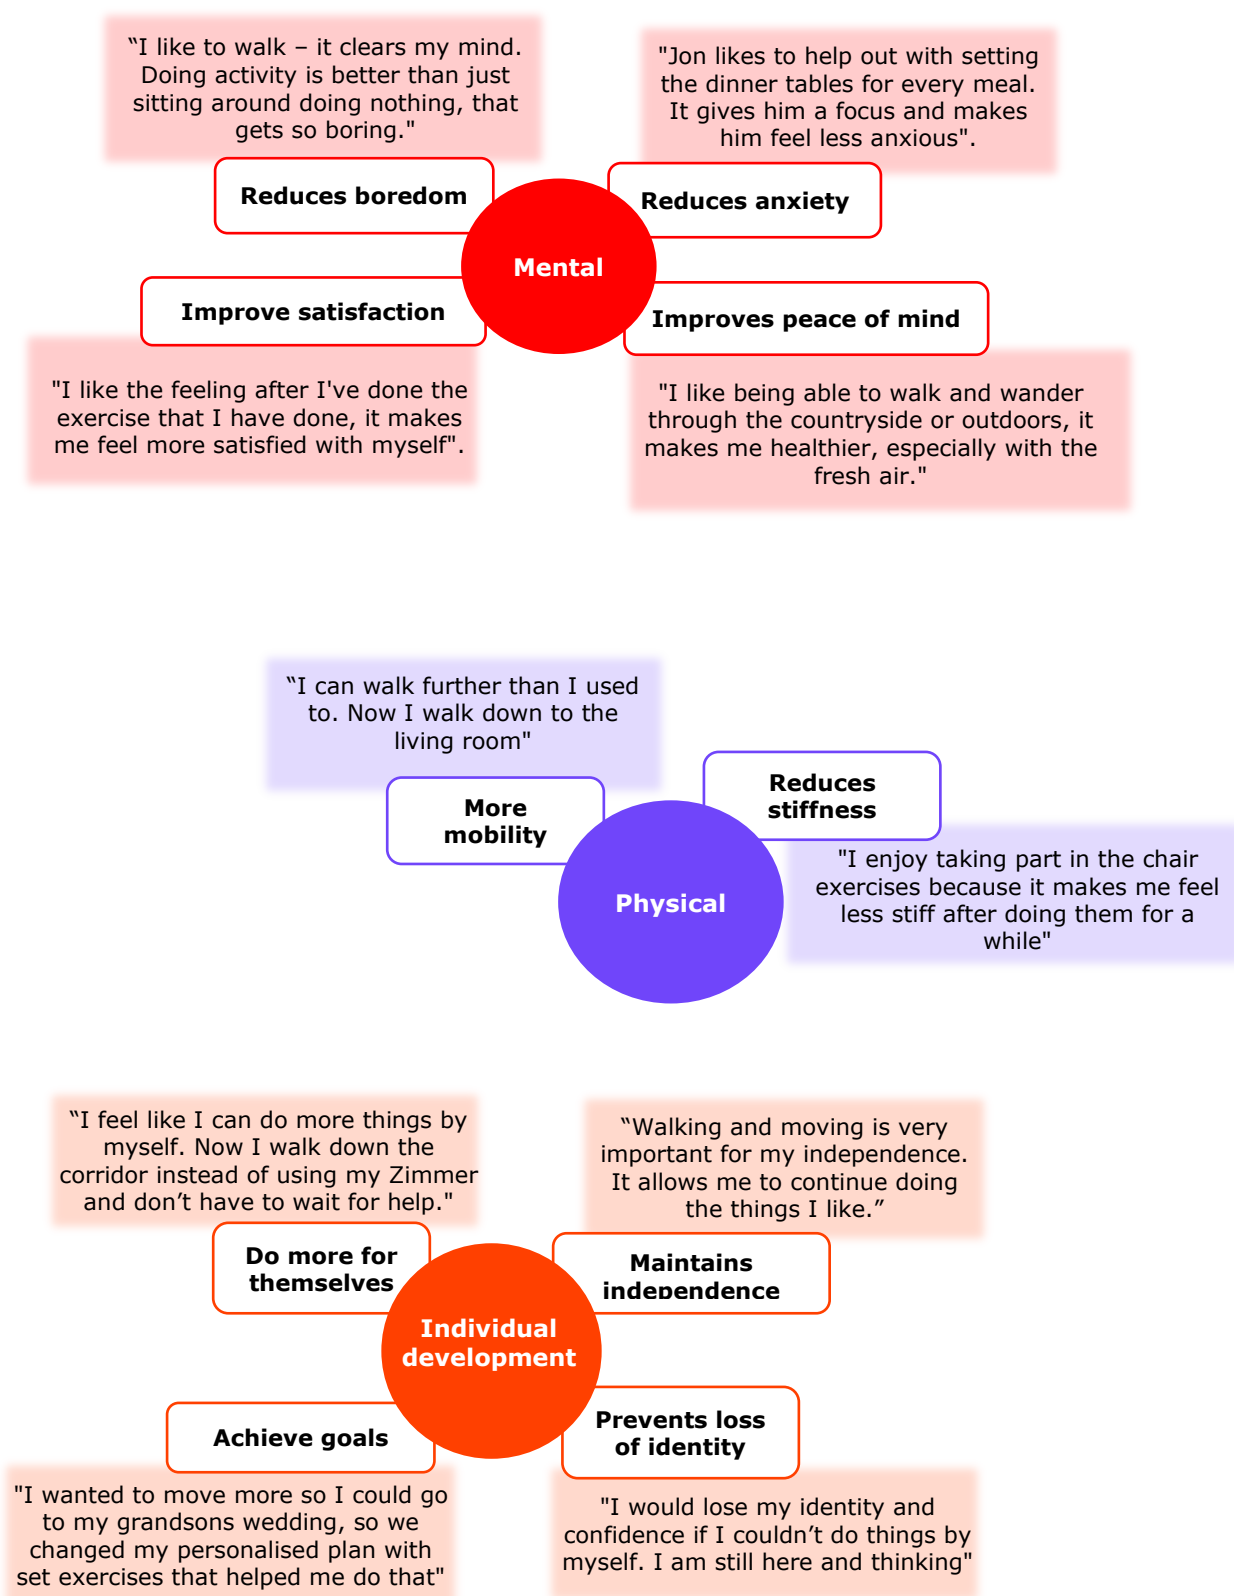 “I like to walk – it clears my mind.
Doing activity is better than just
sitting around doing nothing, that
gets so boring."
"Jon likes to help out with setting
the dinner tables for every meal.
It gives him a focus and makes
him feel less anxious".
Reduces boredom
Reduces anxiety
Mental
Improve satisfaction
Improves peace of mind
"I like the feeling after I've done the
exercise that I have done, it makes
me feel more satisfied with myself".
"I like being able to walk and wander
through the countryside or outdoors, it
makes me healthier, especially with the
fresh air."
“I can walk further than I used
to. Now I walk down to the
living room"
More
mobility
Reduces
stiffness
Physical
"I enjoy taking part in the chair
exercises because it makes me feel
less stiff after doing them for a
while"
“I feel like I can do more things by
myself. Now I walk down the
corridor instead of using my Zimmer
and don’t have to wait for help."
“Walking and moving is very
important for my independence.
It allows me to continue doing
the things I like.”
Do more for
themselves
Maintains
independence
Individual
development
Achieve goals
Prevents loss
of identity
"I wanted to move more so I could go
to my grandsons wedding, so we
changed my personalised plan with
set exercises that helped me do that"
"I would lose my identity and
confidence if I couldn’t do things by
myself. I am still here and thinking"